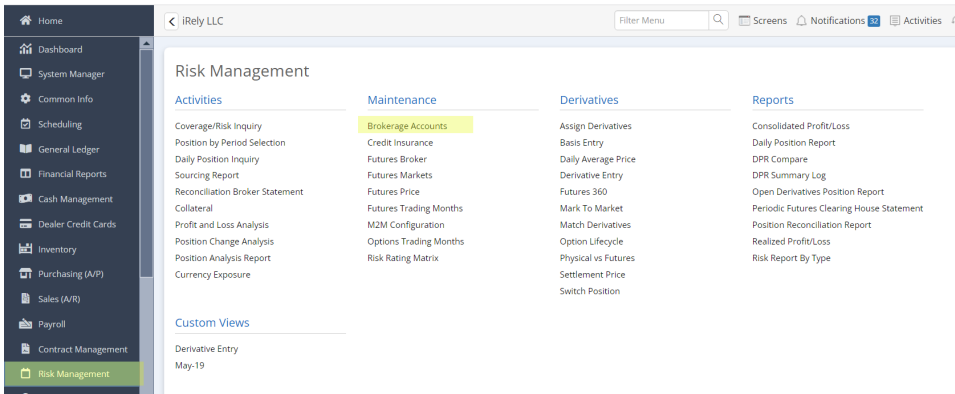 Home
iRely LLC
Filter Menu
Screens
Notifications 32
Activities
Dashboard
System Manager
Common Info
Scheduling
General Ledger
Financial Reports
Cash Management
Dealer Credit Cards
Inventory
Purchasing (A/P)
Sales (A/R)
Payroll
Contract Management
Risk Management
Risk Management
Activities
Coverage/Risk Inquiry
Position by Period Selection
Daily Position Inquiry
Sourcing Report
Reconciliation Broker Statement
Collateral
Profit and Loss Analysis
Position Change Analysis
Position Analysis Report
Currency Exposure
Maintenance
Brokerage Accounts
Credit Insurance
Futures Broker
Futures Markets
Futures Price
Futures Trading Months
M2M Configuration
Options Trading Months
Risk Rating Matrix
Derivatives
Assign Derivatives
Basis Entry
Daily Average Price
Derivative Entry
Futures 360
Mark To Market
Match Derivatives
Option Lifecycle
Physical vs Futures
Settlement Price
Switch Position
Reports
Consolidated Profit/Loss
Daily Position Report
DPR Compare
DPR Summary Log
Open Derivatives Position Report
Periodic Futures Clearing House Statement
Position Reconciliation Report
Realized Profit/Loss
Risk Report By Type
Custom Views
Derivative Entry
May-19